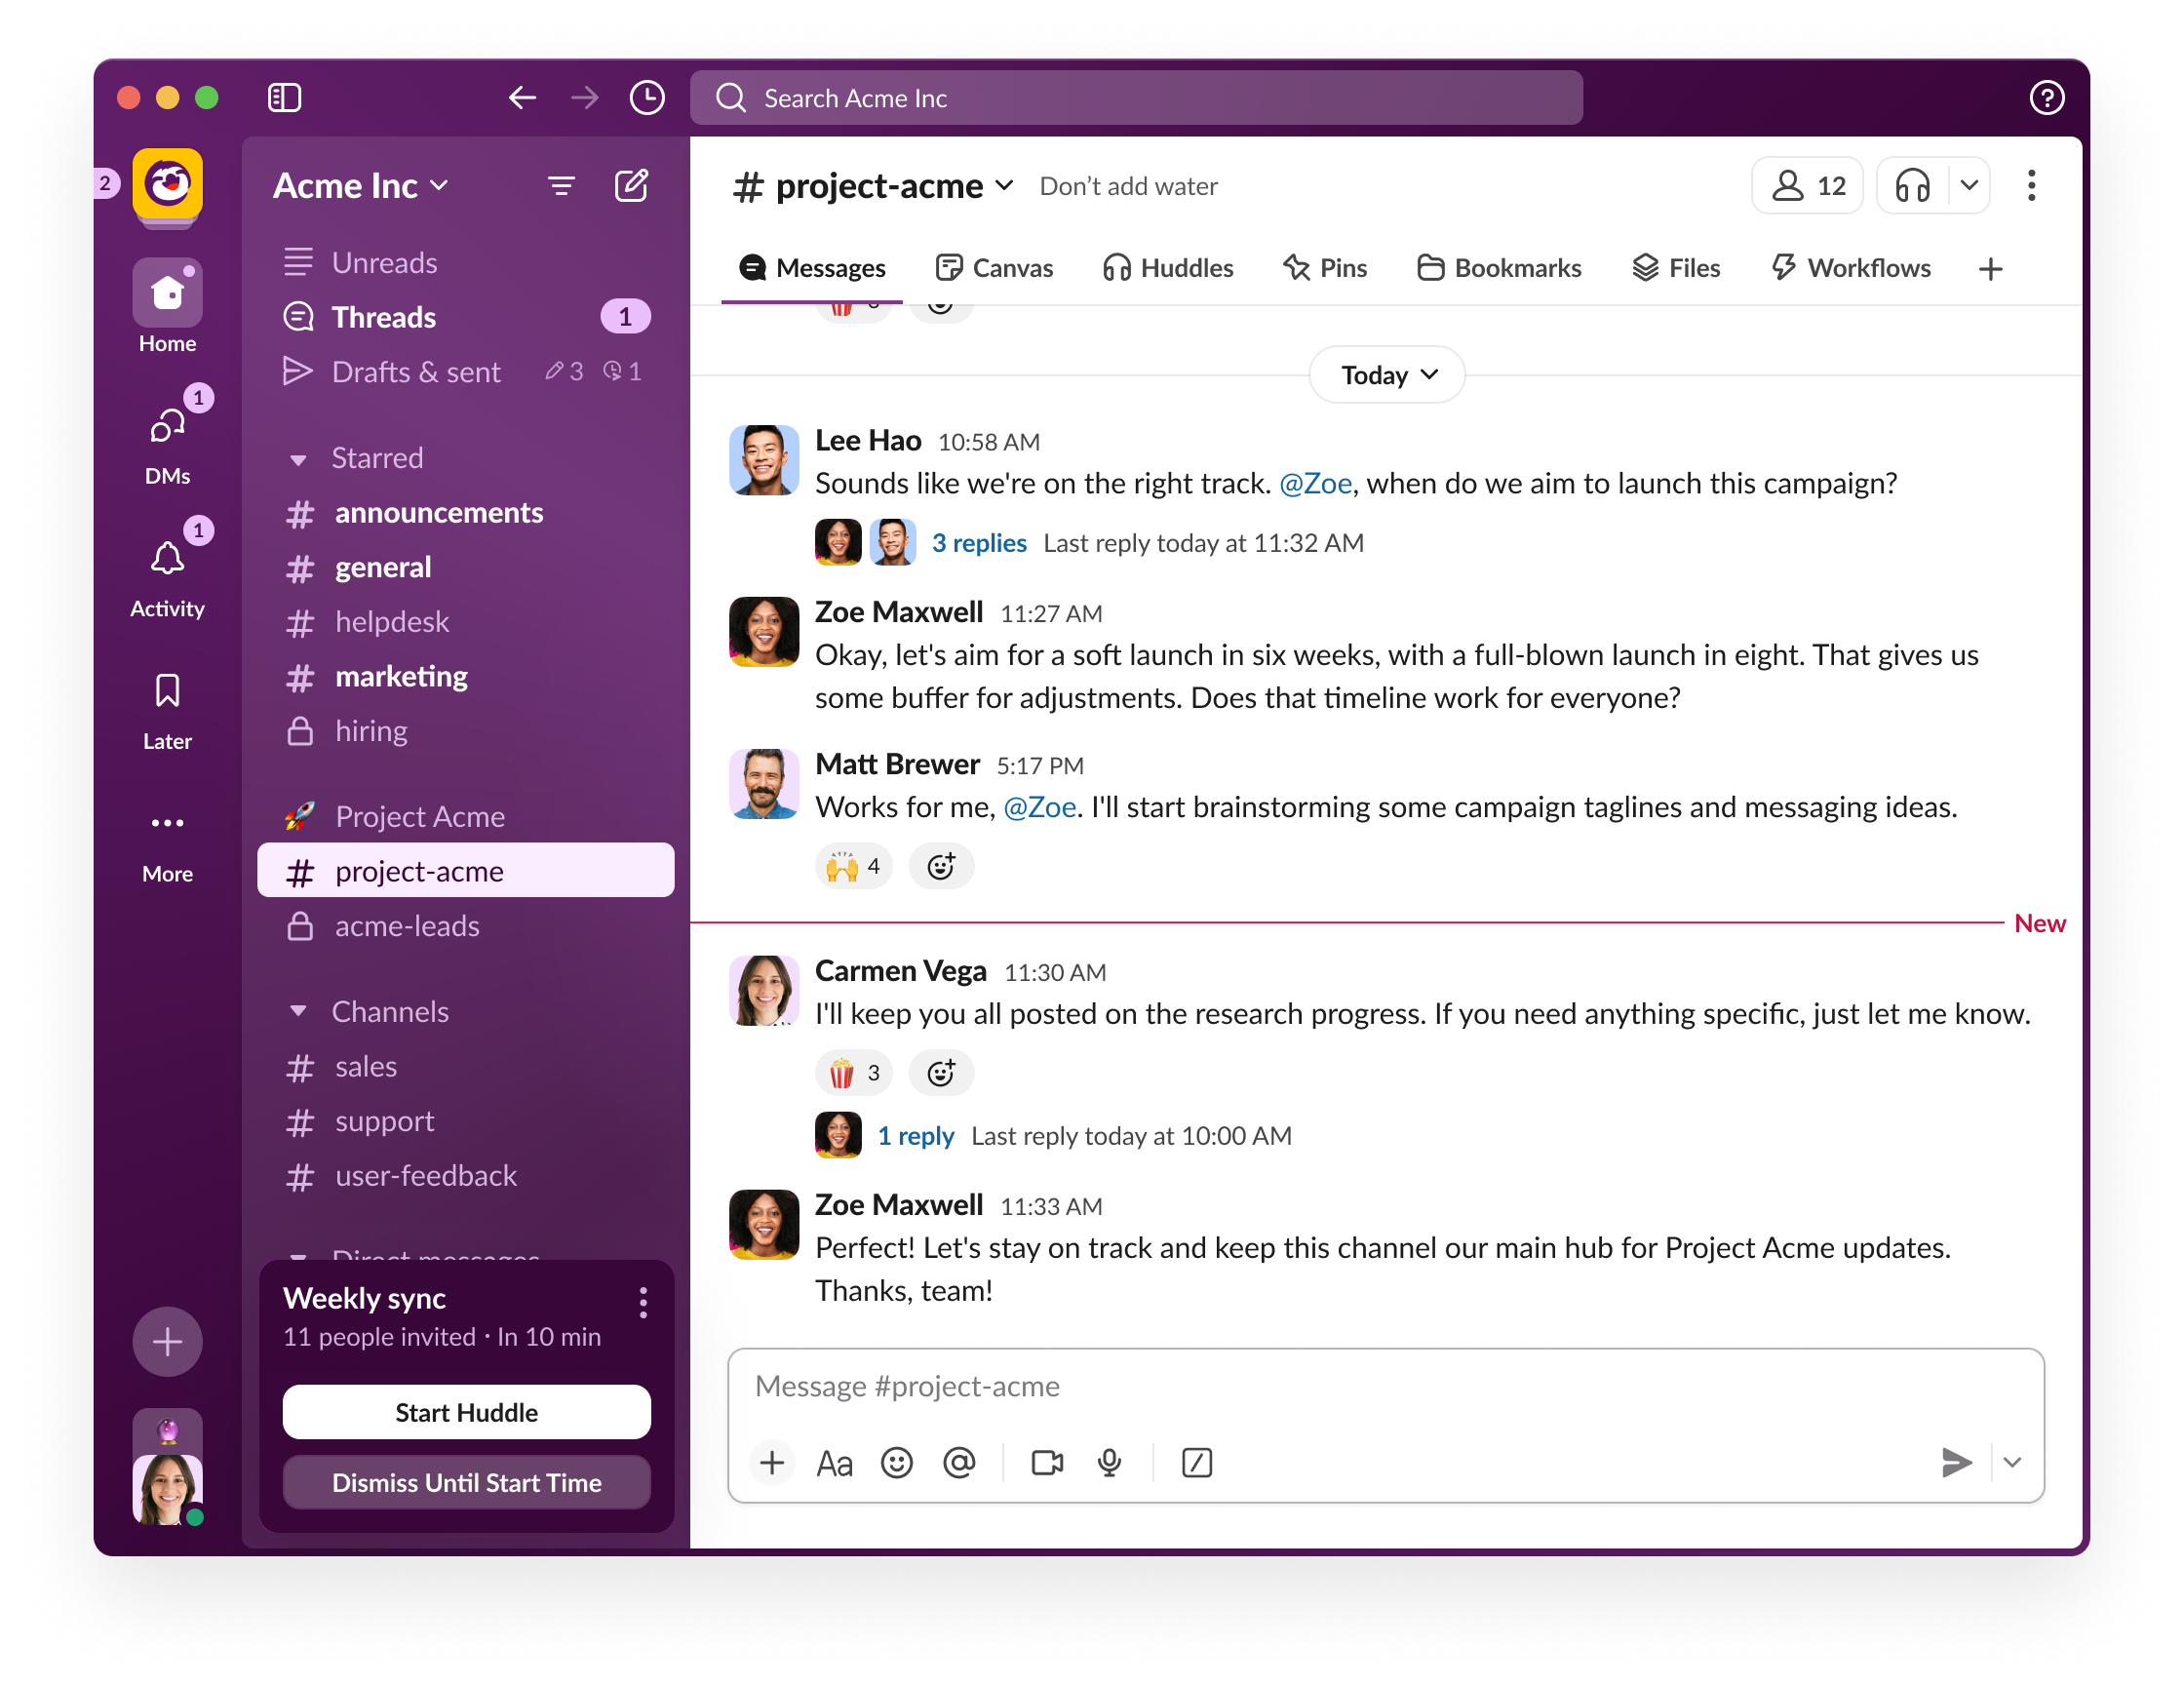 Search Acme Inc
2
Home
1
DMs
1
Activity
Later
More
Acme Inc
Unreads
Threads 1
Drafts & sent 3 1
Starred
announcements
general
helpdesk
marketing
hiring
Project Acme
project-acme
acme-leads
Channels
sales
support
user-feedback
Direct messages
Weekly sync
11 people invited · In 10 min
Start Huddle
Dismiss Until Start Time
# project-acme Don’t add water 12
Messages Canvas Huddles Pins Bookmarks Files Workflows
Today
Lee Hao 10:58 AM
Sounds like we're on the right track. @Zoe, when do we aim to launch this campaign?
3 replies Last reply today at 11:32 AM
Zoe Maxwell 11:27 AM
Okay, let's aim for a soft launch in six weeks, with a full-blown launch in eight. That gives us
some buffer for adjustments. Does that timeline work for everyone?
Matt Brewer 5:17 PM
Works for me, @Zoe. I'll start brainstorming some campaign taglines and messaging ideas.
4
New
Carmen Vega 11:30 AM
I'll keep you all posted on the research progress. If you need anything specific, just let me know.
3
1 reply Last reply today at 10:00 AM
Zoe Maxwell 11:33 AM
Perfect! Let's stay on track and keep this channel our main hub for Project Acme updates.
Thanks, team!
Message #project-acme
Aa